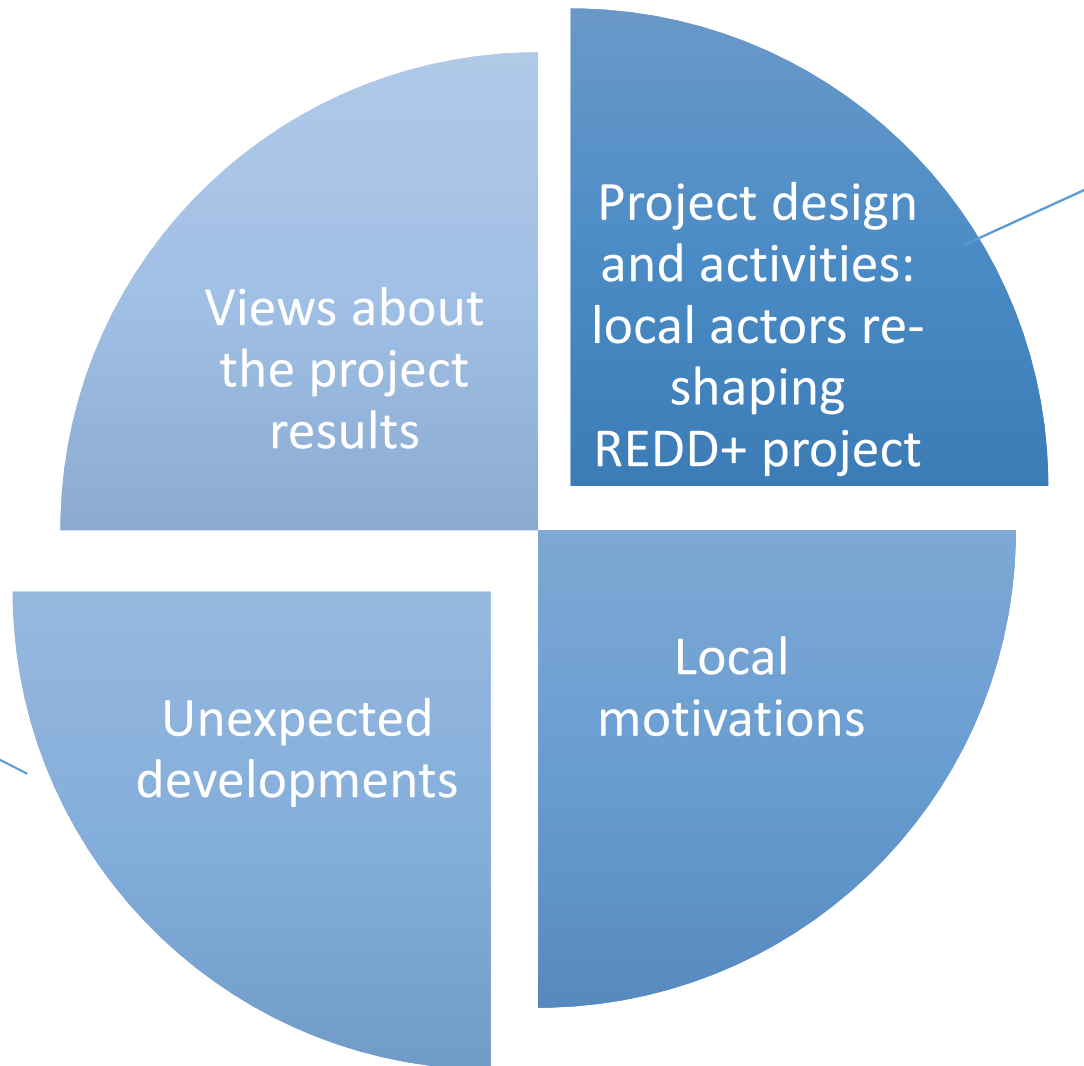 Views about
the project
results
Project design
and activities:
local actors re-
shaping
REDD+ project
Unexpected
developments
Local
motivations